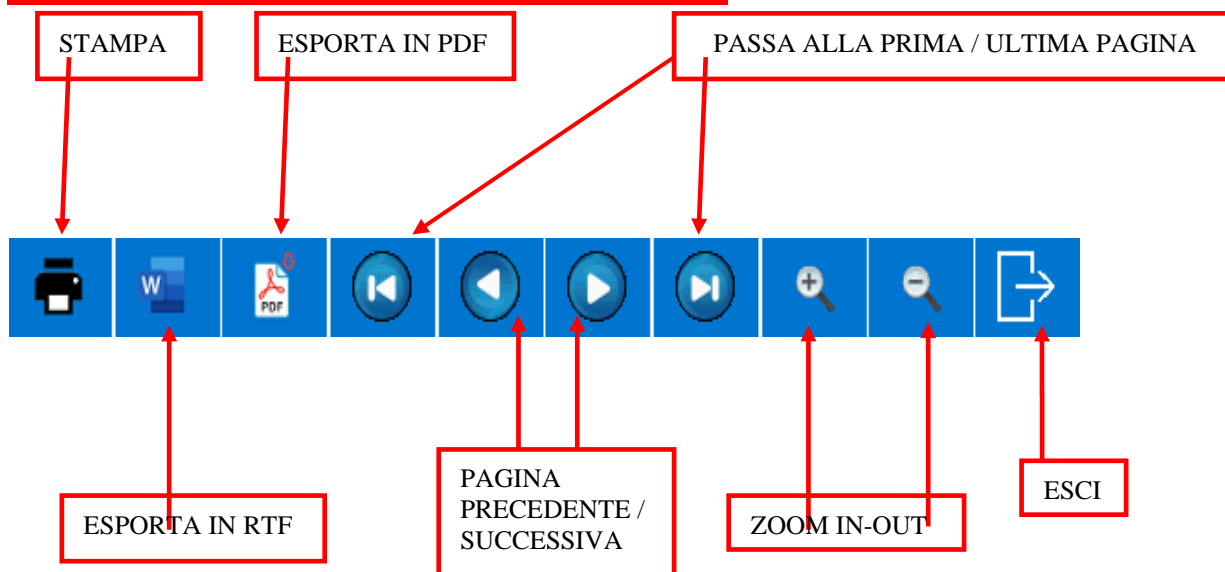 STAMPA
ESPORTA IN PDF
PASSA ALLA PRIMA / ULTIMA PAGINA
W
PDF
ESPORTA IN RTF
PAGINA
PRECEDENTE /
SUCCESSIVA
ZOOM IN-OUT
ESCI